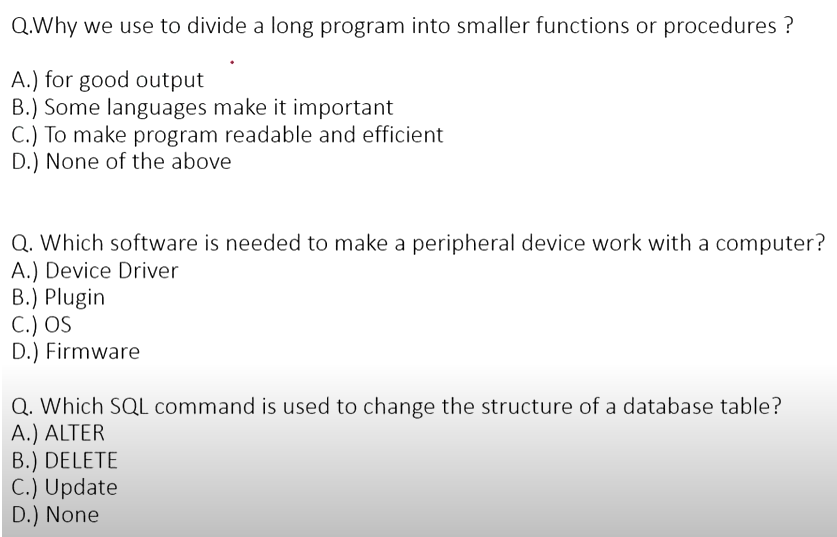 Q.Why we use to divide a long program into smaller functions or procedures ?
A.) for good output
B.) Some languages make it important
C.) To make program readable and efficient
D.) None of the above
Q. Which software is needed to make a peripheral device work with a computer?
A.) Device Driver
B.) Plugin
C.) OS
D.) Firmware
Q. Which SQL command is used to change the structure of a database table?
A.) ALTER
B.) DELETE
C.) Update
D.) None